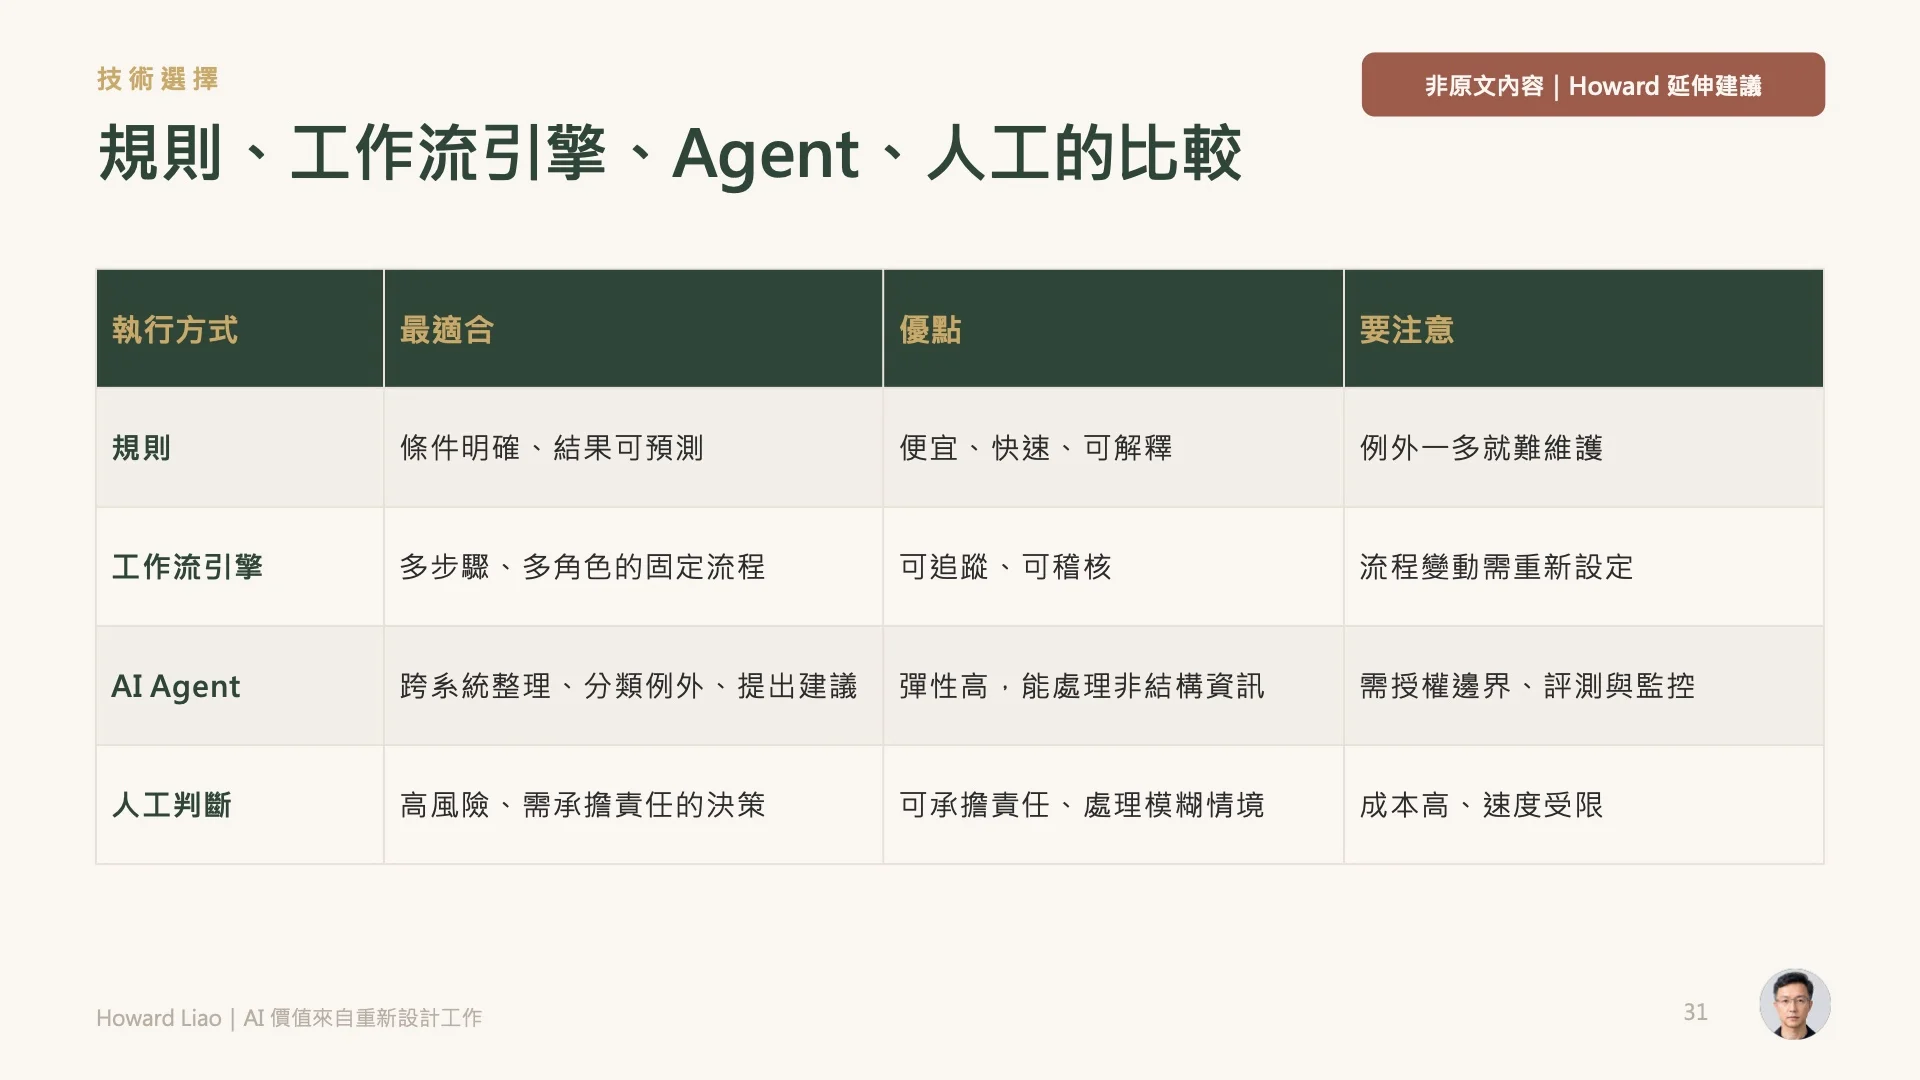 技術選擇
非原文內容｜Howard 延伸建議
規則、工作流引擎、Agent、人工的比較
執行方式 最適合 優點 要注意
規則 條件明確、結果可預測 便宜、快速、可解釋 例外一多就難維護
工作流引擎 多步驟、多角色的固定流程 可追蹤、可稽核 流程變動需重新設定
AI Agent 跨系統整理、分類例外、提出建議 彈性高，能處理非結構資訊 需授權邊界、評測與監控
人工判斷 高風險、需承擔責任的決策 可承擔責任、處理模糊情境 成本高、速度受限
Howard Liao｜AI 價值來自重新設計工作
31